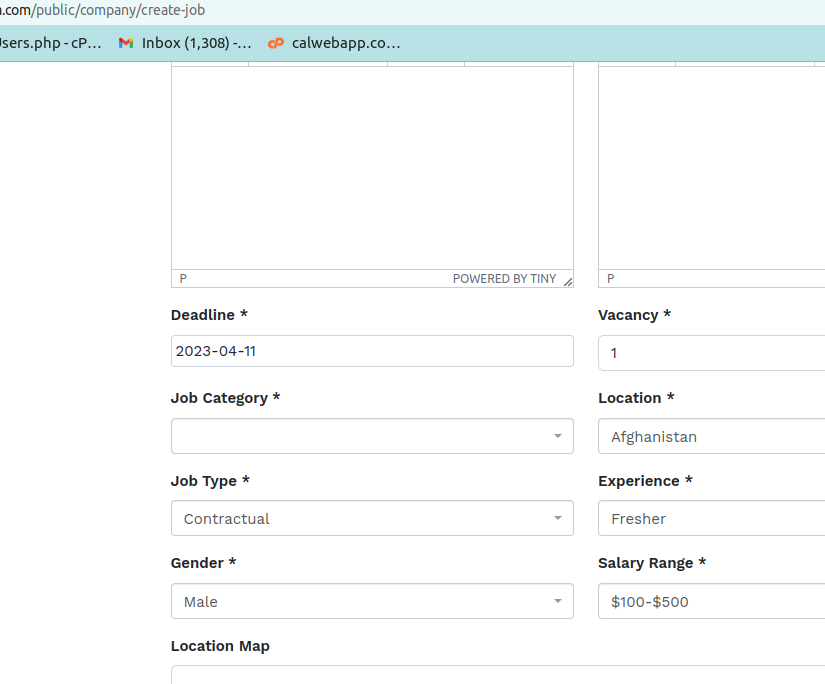 .com/public/company/create-job
sers.php - cP...
Inbox (1,308) -...
calwebapp.co...
P
POWERED BY TINY
P
Deadline *
Vacancy *
2023-04-11
1
Job Category *
Location *
Afghanistan
Job Type *
Experience *
Contractual
Fresher
Gender *
Salary Range *
Male
$100-$500
Location Map